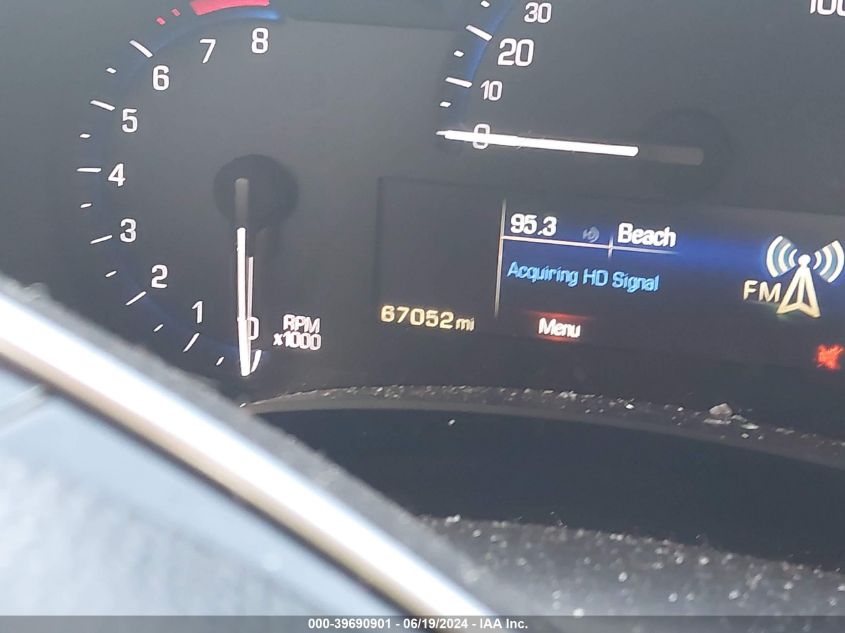 8
7
6
5
4
3
2
1
0
RPM
x1000
30
20
10
0
100
95.3 HD Beach
Acquiring HD Signal
FM
67052 mi
Menu
000-39690901 - 06/19/2024 - IAA Inc.